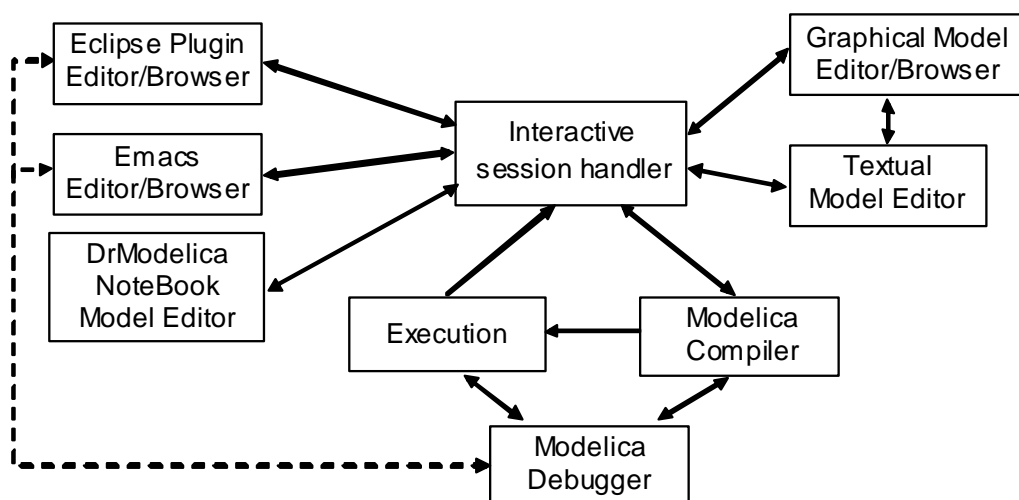 Eclipse Plugin
Editor/Browser
Graphical Model
Editor/Browser
Interactive
session handler
Emacs
Editor/Browser
Textual
Model Editor
DrModelica
NoteBook
Model Editor
Execution
Modelica
Compiler
Modelica
Debugger